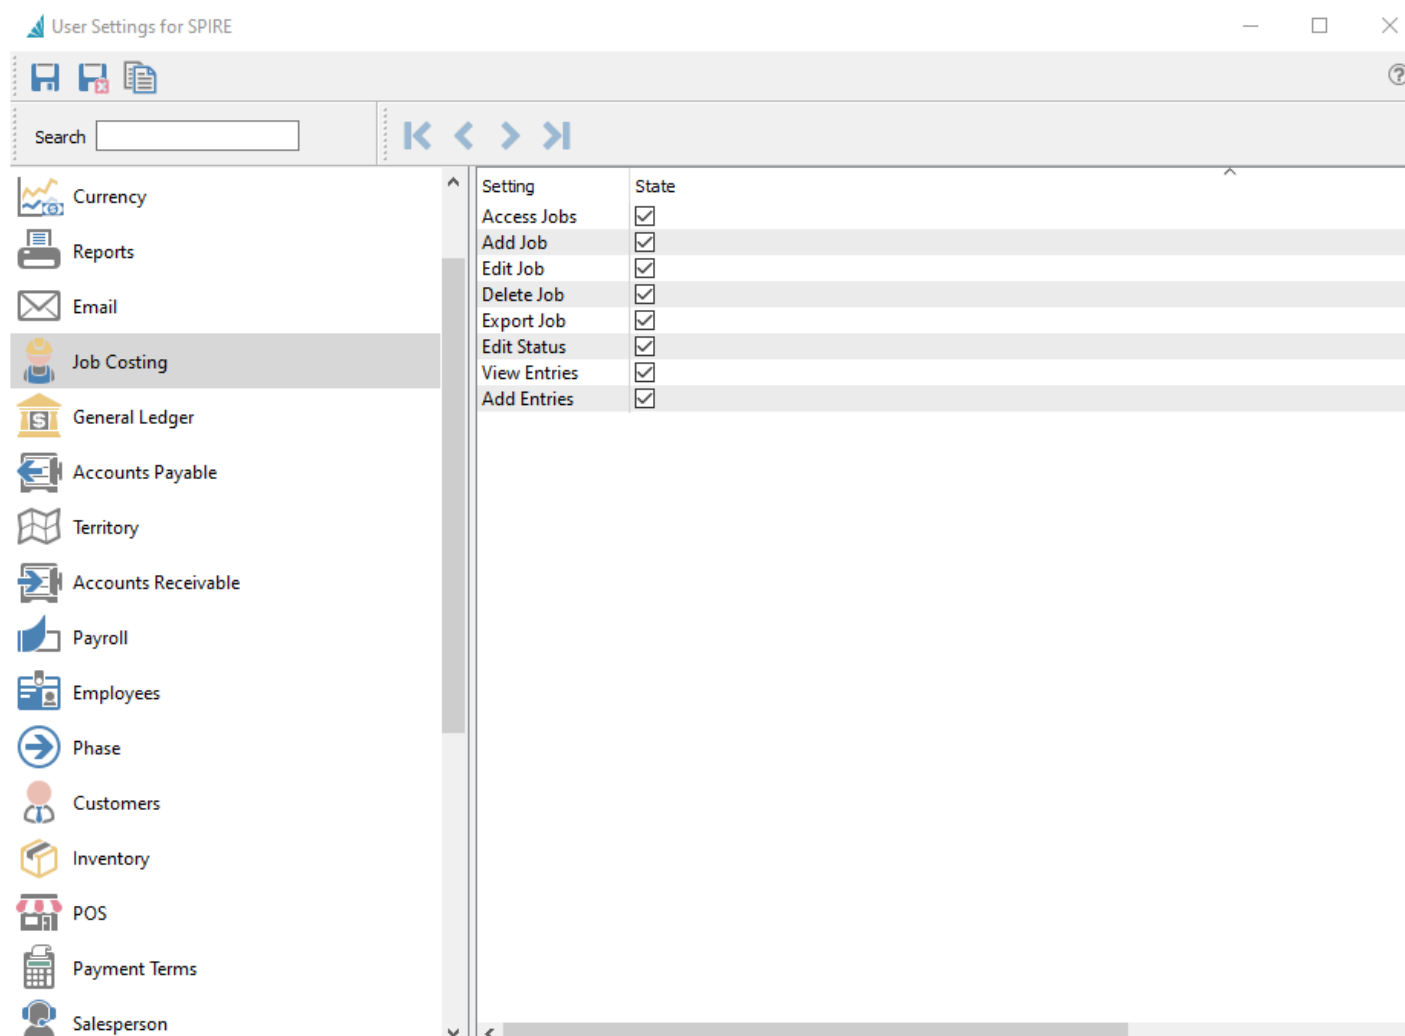 User Settings for SPIRE
Search
Currency
Reports
Email
Job Costing
General Ledger
Accounts Payable
Territory
Accounts Receivable
Payroll
Employees
Phase
Customers
Inventory
POS
Payment Terms
Salesperson
Setting State
Access Jobs
Add Job
Edit Job
Delete Job
Export Job
Edit Status
View Entries
Add Entries